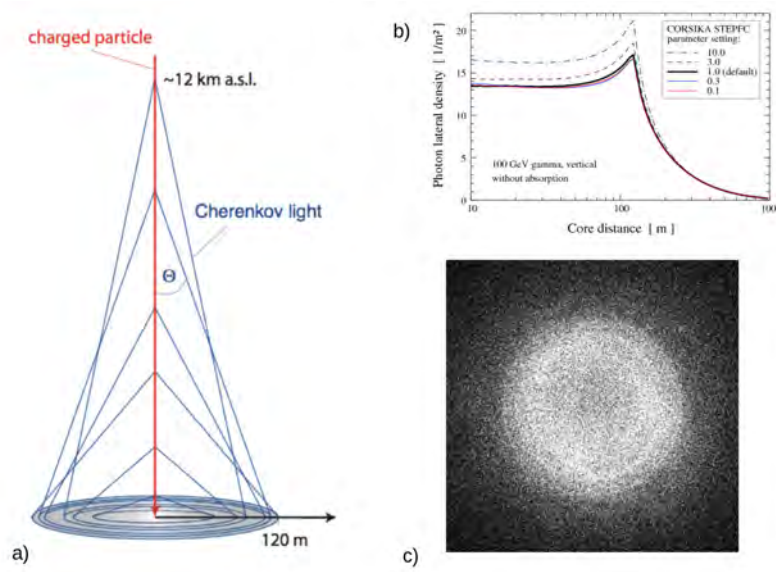 charged particle
~12 km a.s.l.
Cherenkov light
Θ
120 m
a)
b)
Photon lateral density [ 1/m² ]
20
15
10
5
0
CORSIKA STEPFC
parameter setting:
10.0
3.0
1.0 (default)
0.3
0.1
100 GeV gamma, vertical
without absorption
10
100
1000
Core distance [ m ]
c)